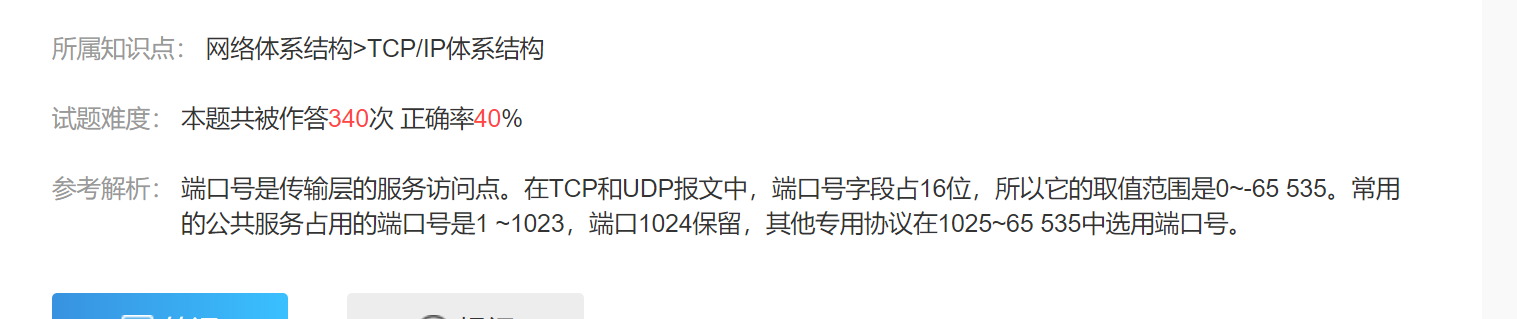 所属知识点： 网络体系结构>TCP/IP体系结构
试题难度： 本题共被作答340次 正确率40%
参考解析： 端口号是传输层的服务访问点。在TCP和UDP报文中，端口号字段占16位，所以它的取值范围是0~-65 535。常用
的公共服务占用的端口号是1 ~1023，端口1024保留，其他专用协议在1025~65 535中选用端口号。